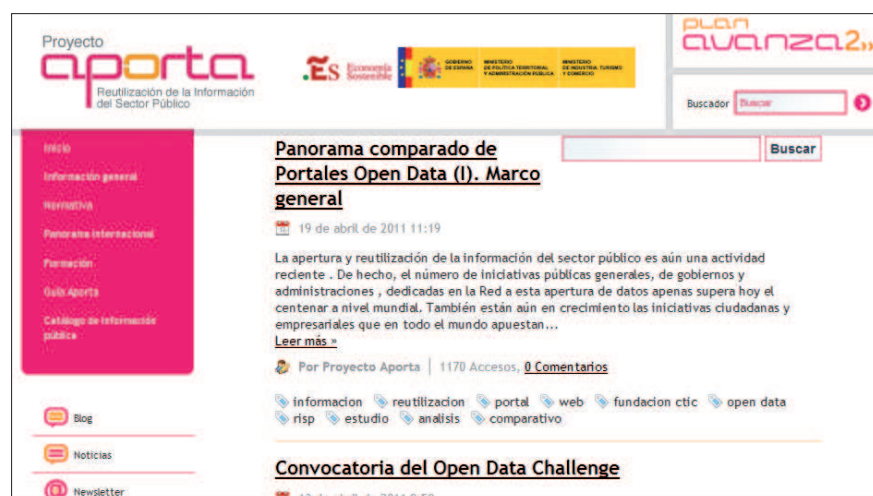 Proyecto
aporta
Reutilización de la Información
del Sector Público
.ES Economía
Sostenible
GOBIERNO
DE ESPAÑA
MINISTERIO
DE POLÍTICA TERRITORIAL
Y ADMINISTRACIÓN PÚBLICA
MINISTERIO
DE INDUSTRIA, TURISMO
Y COMERCIO
PLAN
avanza2»
Buscador Buscar
Inicio
Información general
Normativa
Panorama internacional
Formación
Guía Aporta
Catálogo de información
pública
Blog
Noticias
Newsletter
Buscar
Panorama comparado de
Portales Open Data (I). Marco
general
19 de abril de 2011 11:19
La apertura y reutilización de la información del sector público es aún una actividad
reciente . De hecho, el número de iniciativas públicas generales, de gobiernos y
administraciones , dedicadas en la Red a esta apertura de datos apenas supera hoy el
centenar a nivel mundial. También están aún en crecimiento las iniciativas ciudadanas y
empresariales que en todo el mundo apuestan...
Leer más »
Por Proyecto Aporta | 1170 Accesos, 0 Comentarios
informacion reutilizacion portal web fundacion ctic open data
risp estudio analisis comparativo
Convocatoria del Open Data Challenge